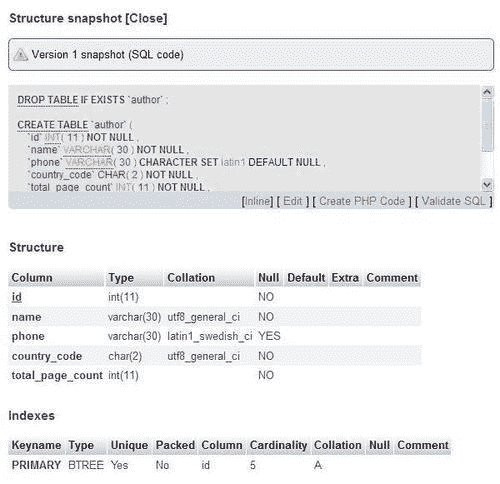 Structure snapshot [Close]
Version 1 snapshot (SQL code)
DROP TABLE IF EXISTS `author` ;
CREATE TABLE `author` (
`id` INT( 11 ) NOT NULL ,
`name` VARCHAR( 30 ) NOT NULL ,
`phone` VARCHAR( 30 ) CHARACTER SET latin1 DEFAULT NULL ,
`country_code` CHAR( 2 ) NOT NULL ,
`total_page_count` INT( 11 ) NOT NULL ,
[Inline] [ Edit ] [ Create PHP Code ] [ Validate SQL ]
Structure
Column Type Collation Null Default Extra Comment
id int(11) NO
name varchar(30) utf8_general_ci NO
phone varchar(30) latin1_swedish_ci YES
country_code char(2) utf8_general_ci NO
total_page_count int(11) NO
Indexes
Keyname Type Unique Packed Column Cardinality Collation Null Comment
PRIMARY BTREE Yes No id 5 A